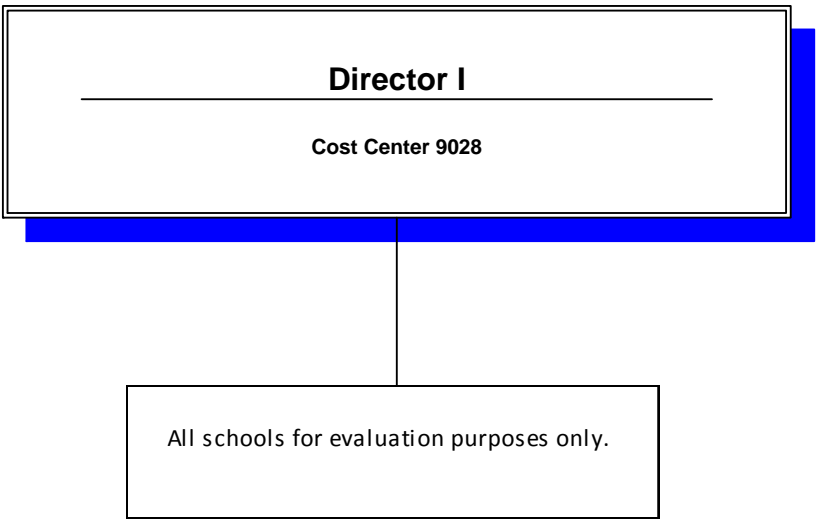 Director I
Cost Center 9028
All schools for evaluation purposes only.